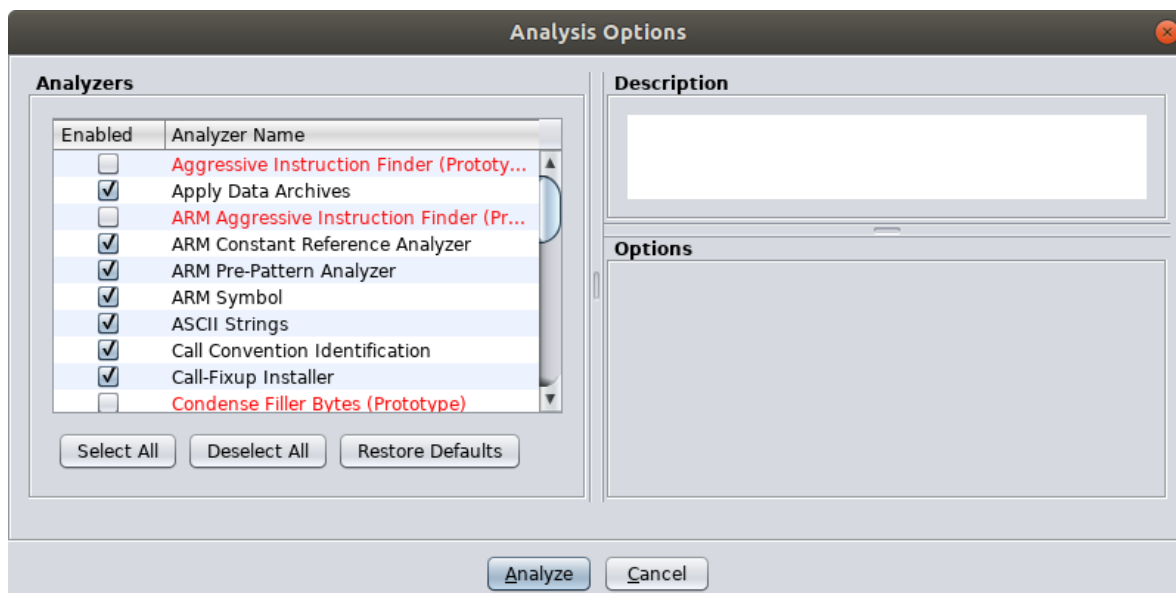 Analysis Options
Analyzers
Enabled Analyzer Name
Aggressive Instruction Finder (Prototy...
Apply Data Archives
ARM Aggressive Instruction Finder (Pr...
ARM Constant Reference Analyzer
ARM Pre-Pattern Analyzer
ARM Symbol
ASCII Strings
Call Convention Identification
Call-Fixup Installer
Condense Filler Bytes (Prototype)
Select All Deselect All Restore Defaults
Description
Options
Analyze Cancel